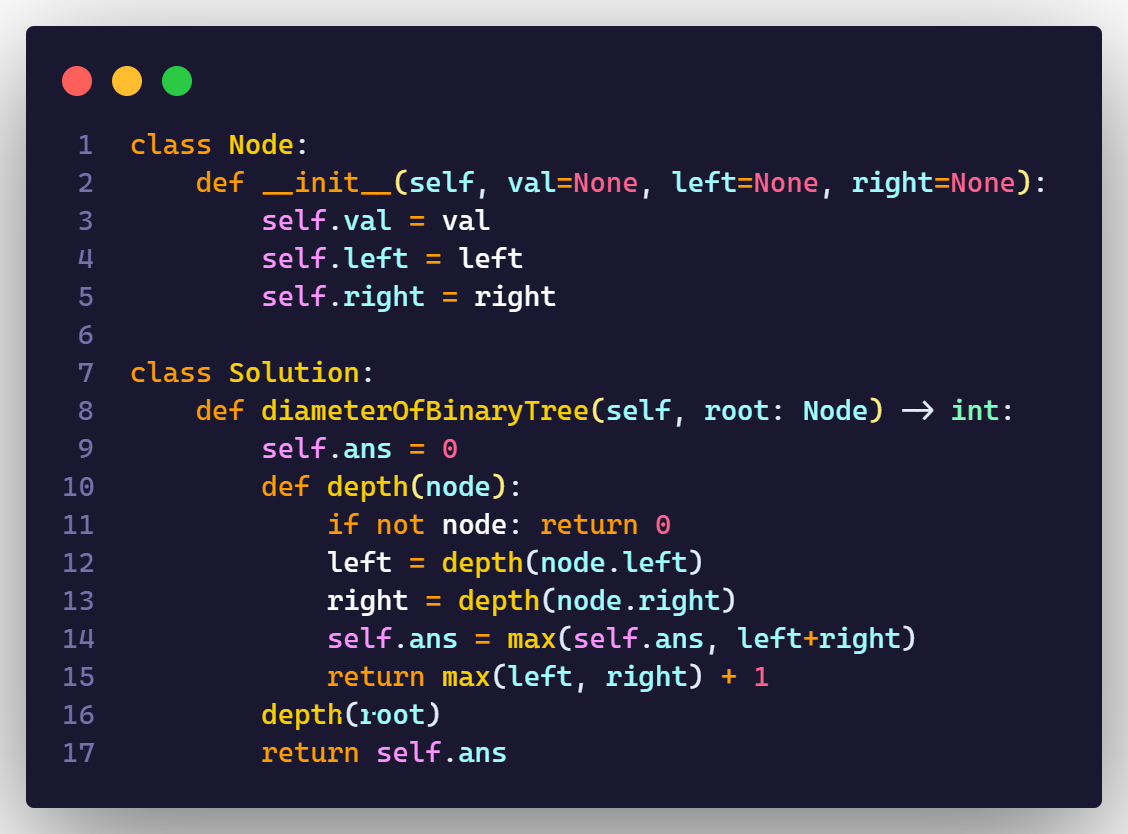 1 class Node:
2     def __init__(self, val=None, left=None, right=None):
3         self.val = val
4         self.left = left
5         self.right = right
6
7 class Solution:
8     def diameterOfBinaryTree(self, root: Node) -> int:
9         self.ans = 0
10         def depth(node):
11             if not node: return 0
12             left = depth(node.left)
13             right = depth(node.right)
14             self.ans = max(self.ans, left+right)
15             return max(left, right) + 1
16         depth(root)
17         return self.ans